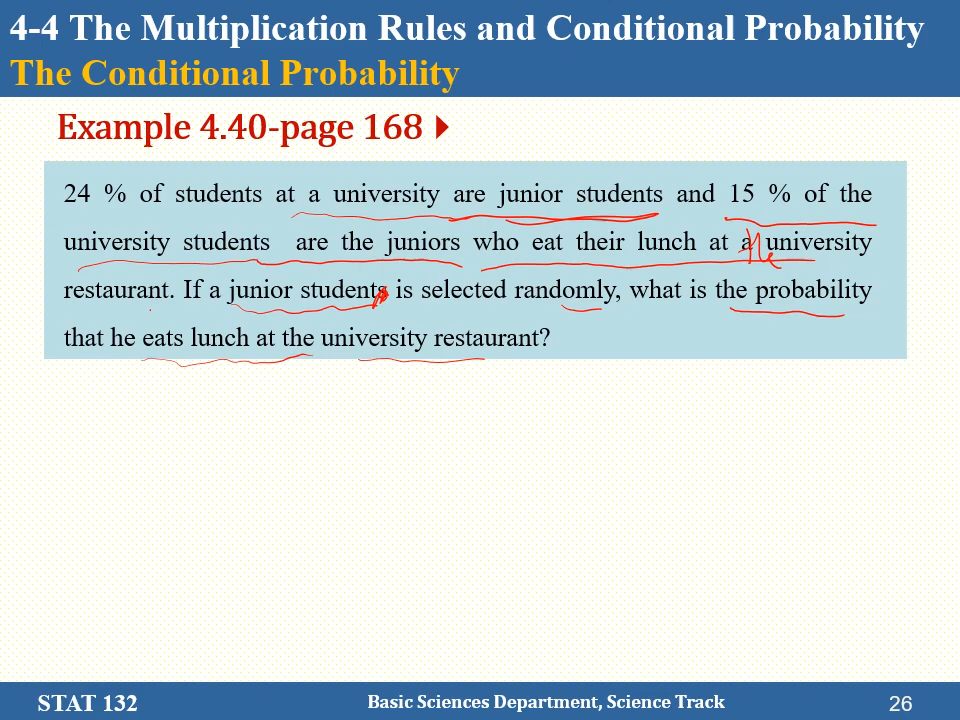 4-4 The Multiplication Rules and Conditional Probability
The Conditional Probability
Example 4.40-page 168
24 % of students at a university are junior students and 15 % of the
university students are the juniors who eat their lunch at a university
restaurant. If a junior students is selected randomly, what is the probability
that he eats lunch at the university restaurant?
STAT 132
Basic Sciences Department, Science Track
26